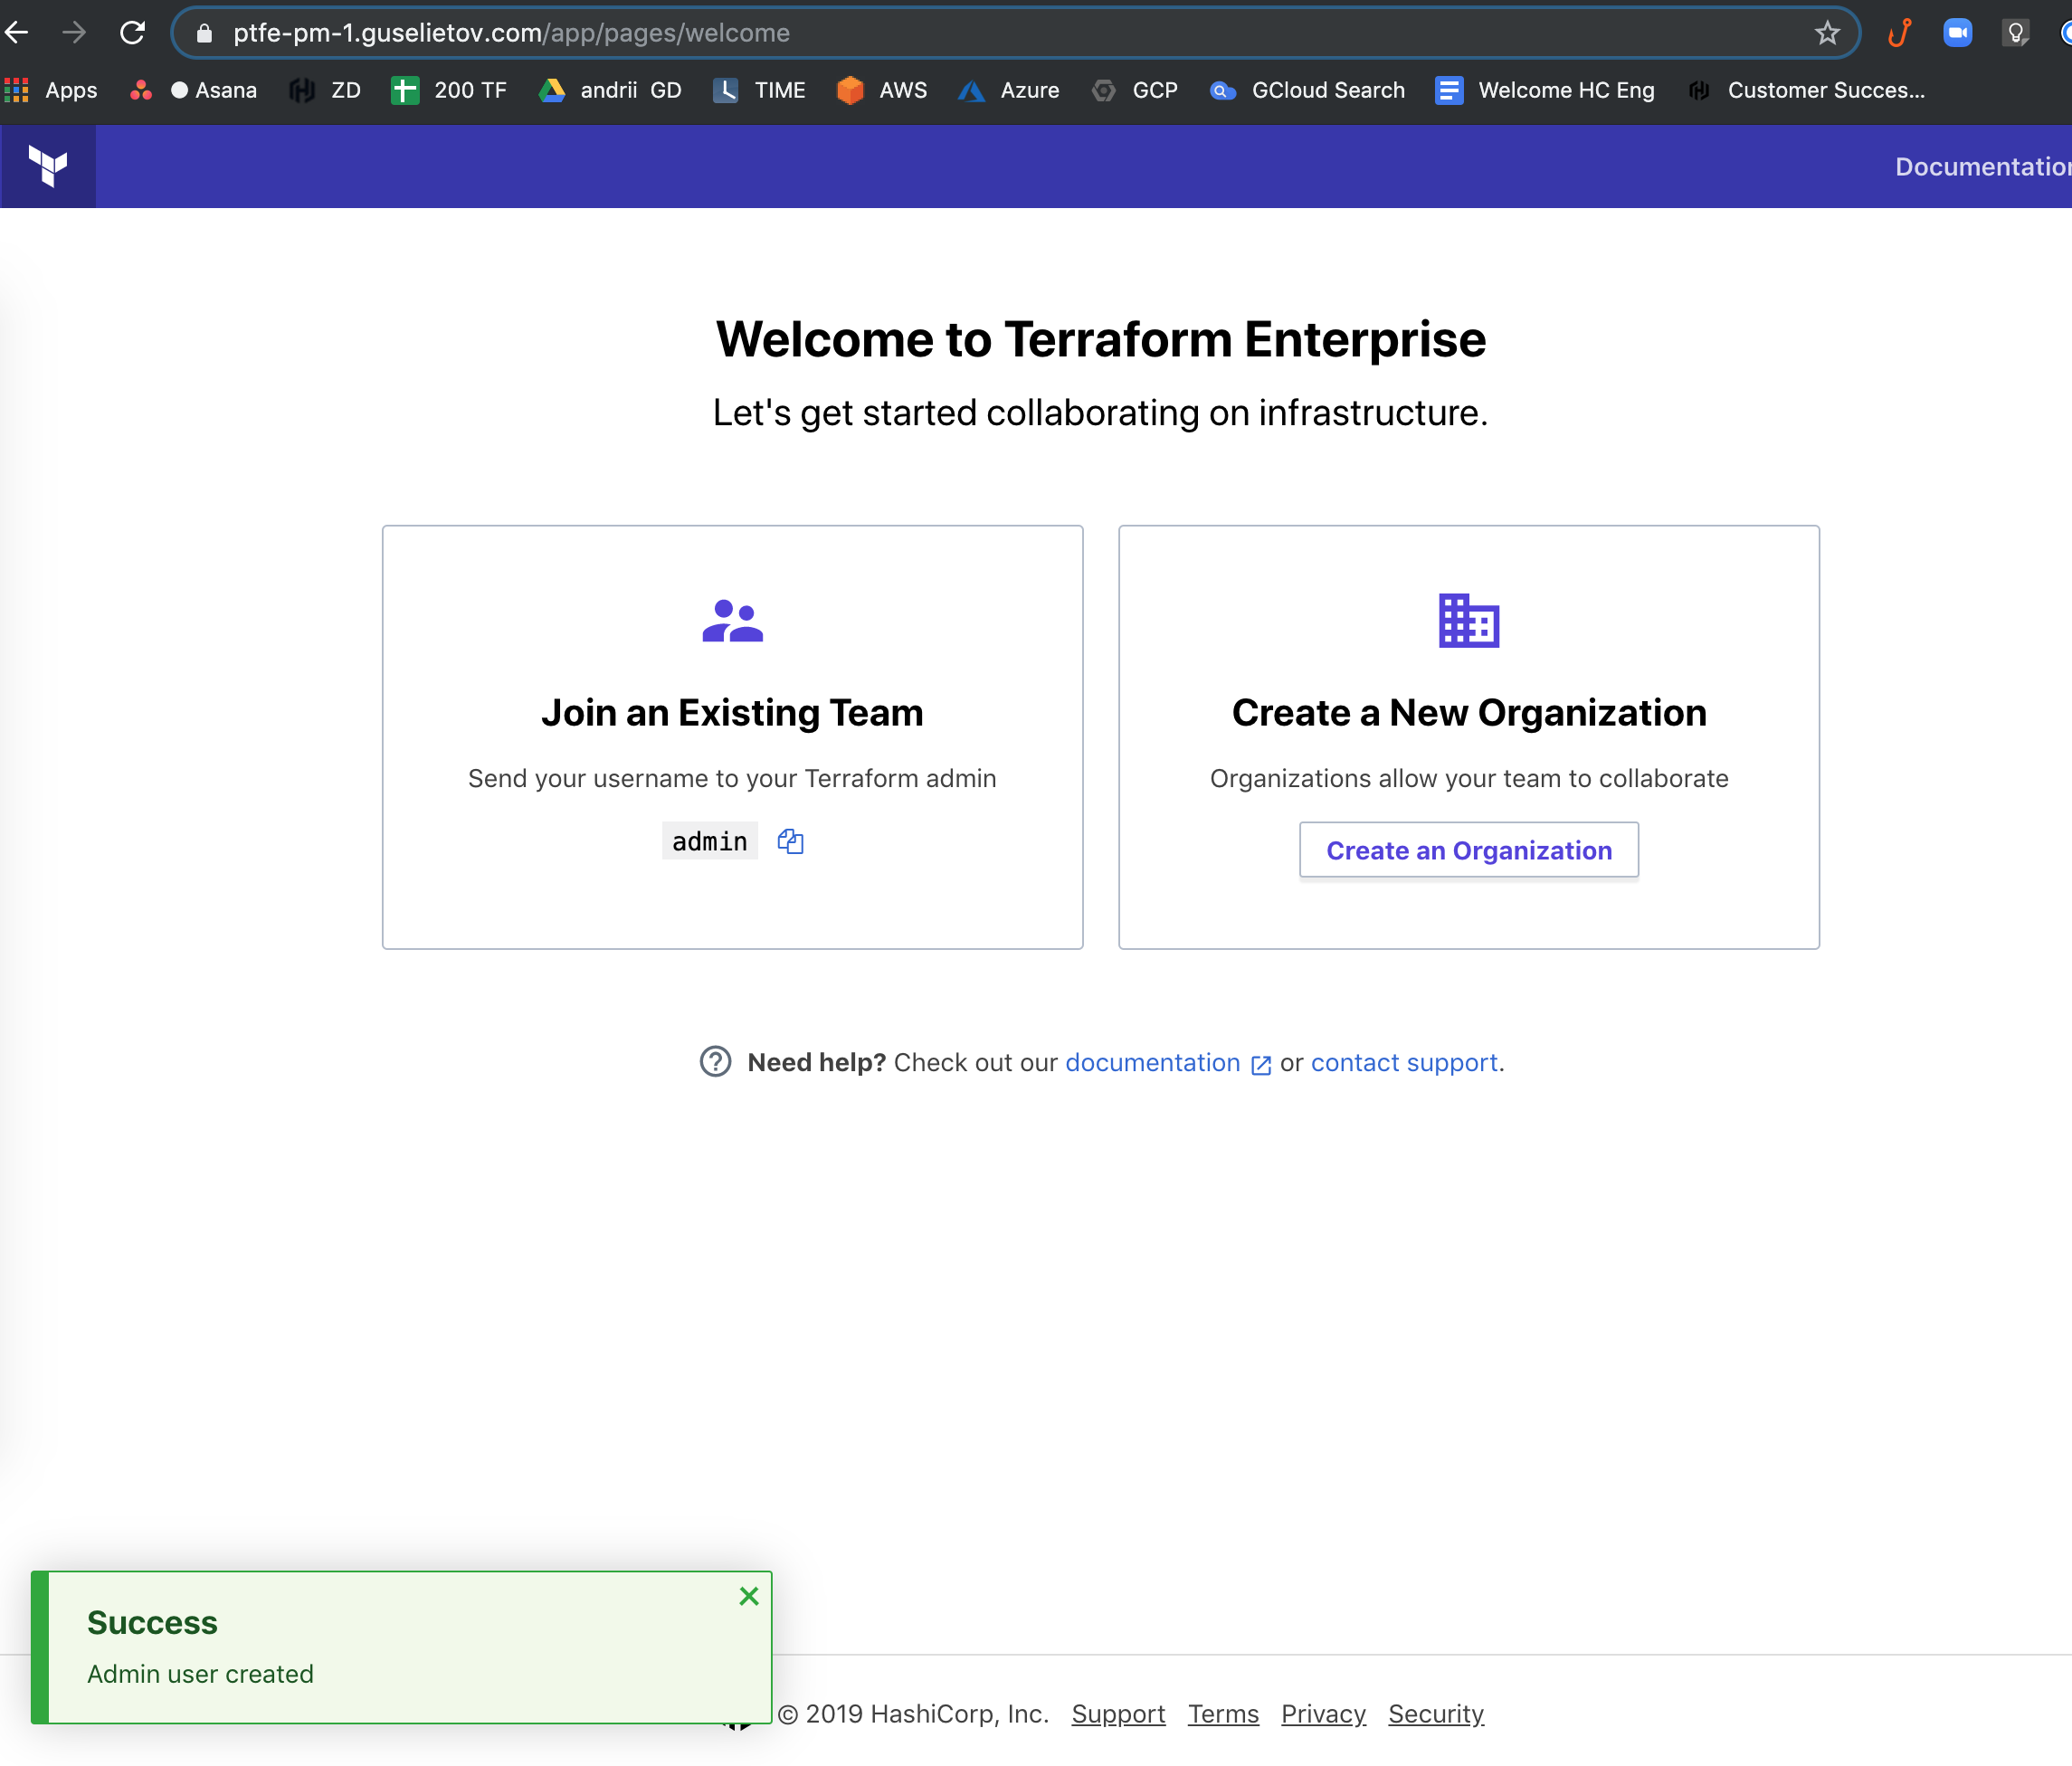 ptfe-pm-1.guselietov.com/app/pages/welcome
Apps Asana ZD 200 TF andrii GD TIME AWS Azure GCP GCloud Search Welcome HC Eng Customer Succes...
Documentation
Welcome to Terraform Enterprise
Let's get started collaborating on infrastructure.
Join an Existing Team
Send your username to your Terraform admin
admin
Create a New Organization
Organizations allow your team to collaborate
Create an Organization
Need help? Check out our documentation or contact support.
Success
Admin user created
© 2019 HashiCorp, Inc. Support Terms Privacy Security